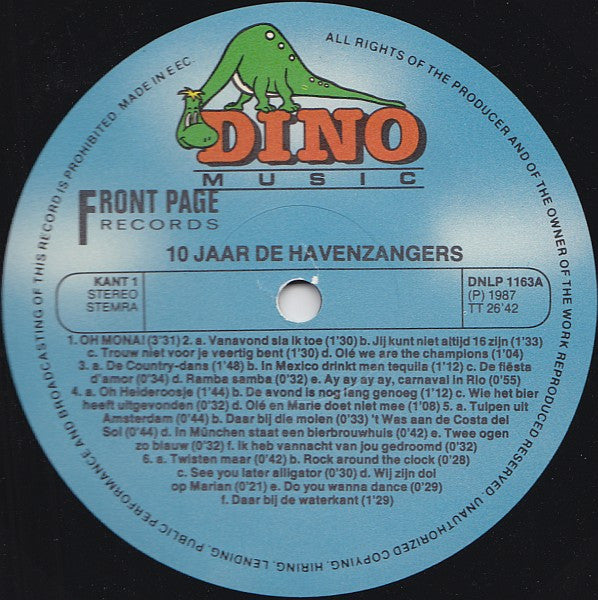 DINO
MUSIC
FRONT PAGE
RECORDS
10 JAAR DE HAVENZANGERS
KANT 1
STEREO
STEMRA
DNLP 1163A
(P) 1987
TT 26'42
1. OH MONA! (3'31) 2. a. Vanavond sla ik toe (1'30) b. Jij kunt niet altijd 16 zijn (1'33)
c. Trouw niet voor je veertig bent (1'30) d. Olé we are the champions (1'04)
3. a. De Country-dans (1'48) b. In Mexico drinkt men tequila (1'12) c. De fiësta
d'amor (0'34) d. Ramba samba (0'32) e. Ay ay ay ay, carnaval in Rio (0'55)
4. a. Oh Heideroosje (1'44) b. De avond is nog lang genoeg (1'12) c. Wie het bier
heeft uitgevonden (0'32) d. Olé en Marie doet niet mee (1'08) 5. a. Tulpen uit
Amsterdam (0'44) b. Daar bij die molen (0'33) 't Was aan de Costa del
Sol (0'44) d. In München staat een bierbrouwhuis (0'42) e. Twee ogen
zo blauw (0'32) f. Ik heb vannacht van jou gedroomd (0'32)
6. a. Twisten maar (0'42) b. Rock around the clock (0'28)
c. See you later alligator (0'30) d. Wij zijn dol
op Marian (0'21) e. Do you wanna dance (0'29)
f. Daar bij de waterkant (1'29)
MADE IN EEC. ALL RIGHTS OF THE PRODUCER AND OF THE OWNER OF THE WORK REPRODUCED RESERVED. UNAUTHORIZED COPYING, HIRING, LENDING, PUBLIC PERFORMANCE AND BROADCASTING OF THIS RECORD IS PROHIBITED.